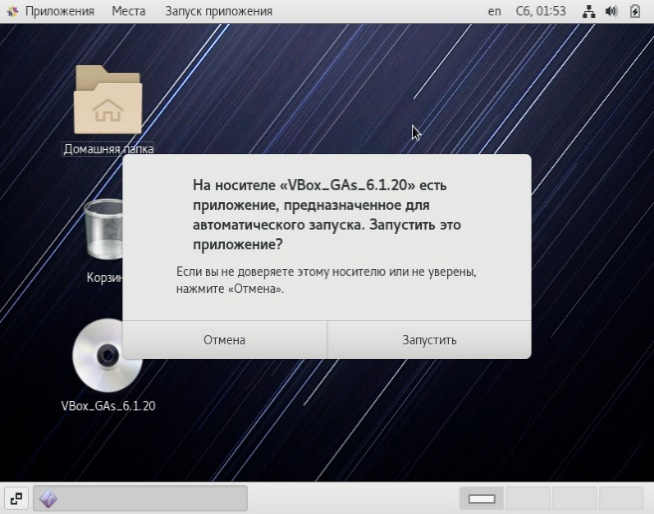 Приложения Места Запуск приложения en Сб, 01:53
Домашняя папка
На носителе «VBox_GAs_6.1.20» есть
приложение, предназначенное для
автоматического запуска. Запустить это
приложение?
Если вы не доверяете этому носителю или не уверены,
нажмите «Отмена».
Корзин
Отмена Запустить
VBox_GAs_6.1.20